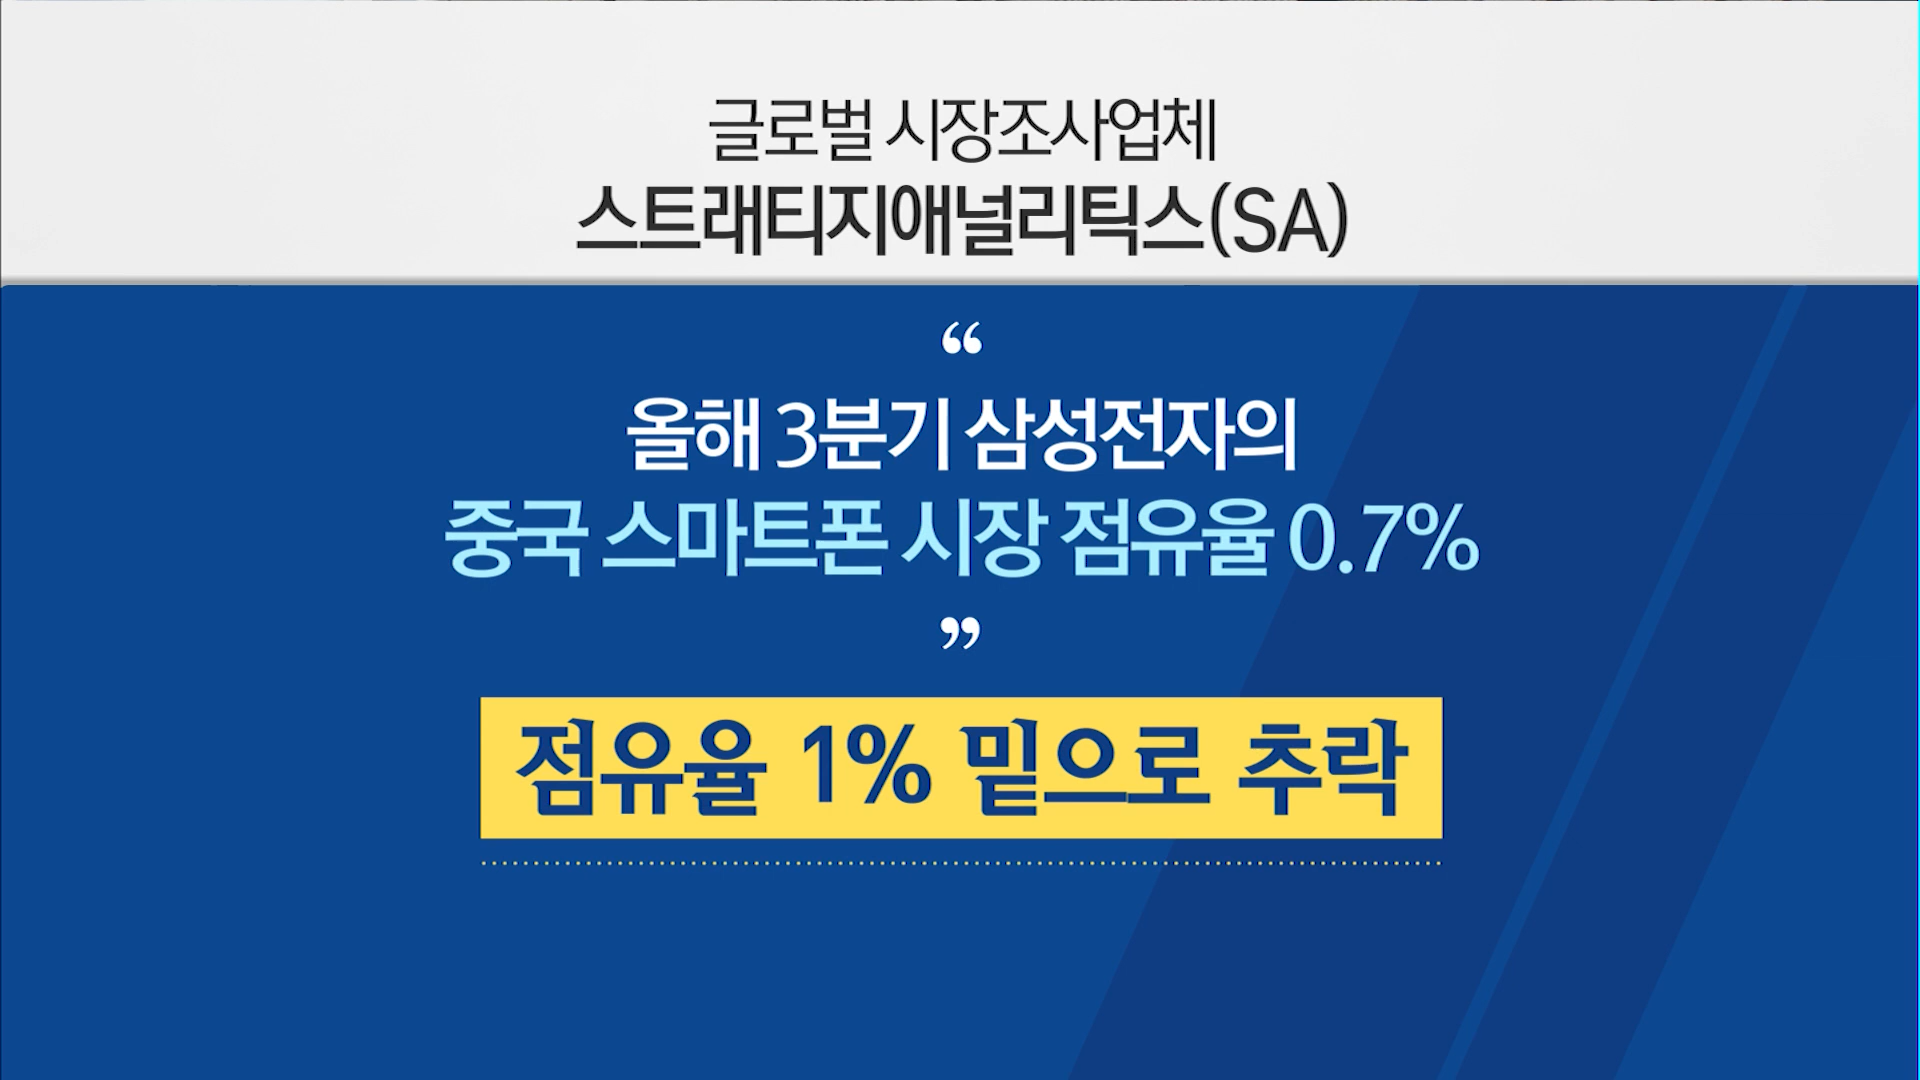 글로벌 시장조사업체
스트래티지애널리틱스(SA)
“
올해 3분기 삼성전자의
중국 스마트폰 시장 점유율 0.7%
”
점유율 1% 밑으로 추락